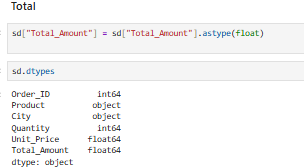 Total
sd["Total_Amount"] = sd["Total_Amount"].astype(float)
sd.dtypes
Order_ID int64
Product object
City object
Quantity int64
Unit_Price float64
Total_Amount float64
dtype: object